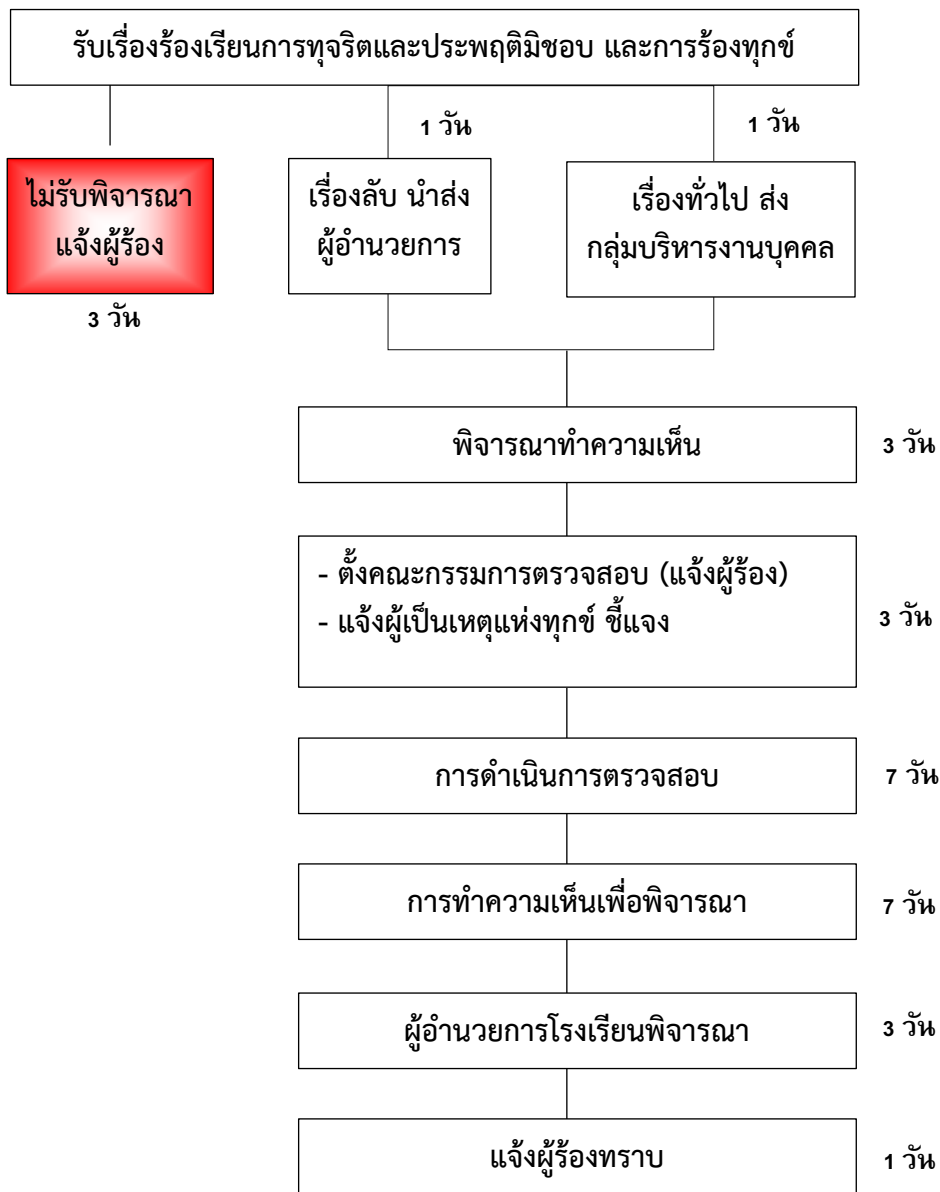 รับเรื่องร้องเรียนการทุจริตและประพฤติมิชอบ และการร้องทุกข์
1 วัน
1 วัน
ไม่รับพิจารณา
แจ้งผู้ร้อง
3 วัน
เรื่องลับ นำส่ง
ผู้อำนวยการ
เรื่องทั่วไป ส่ง
กลุ่มบริหารงานบุคคล
พิจารณาทำความเห็น
3 วัน
- ตั้งคณะกรรมการตรวจสอบ (แจ้งผู้ร้อง)
- แจ้งผู้เป็นเหตุแห่งทุกข์ ชี้แจง
3 วัน
การดำเนินการตรวจสอบ
7 วัน
การทำความเห็นเพื่อพิจารณา
7 วัน
ผู้อำนวยการโรงเรียนพิจารณา
3 วัน
แจ้งผู้ร้องทราบ
1 วัน